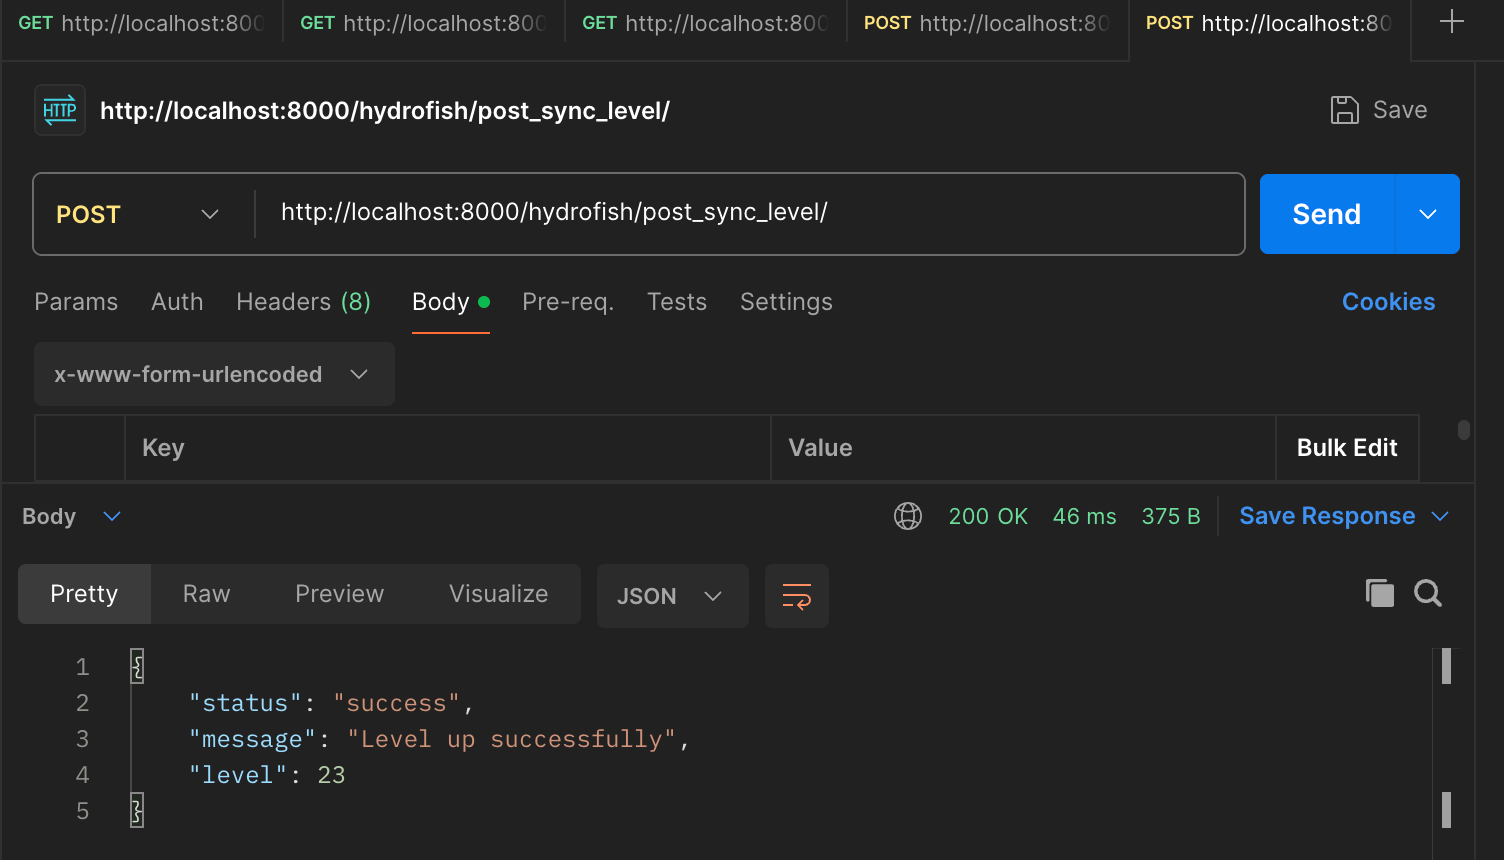 GET http://localhost:800 GET http://localhost:800 GET http://localhost:800 POST http://localhost:80 POST http://localhost:80
HTTP http://localhost:8000/hydrofish/post_sync_level/ Save
POST http://localhost:8000/hydrofish/post_sync_level/ Send
Params Auth Headers (8) Body Pre-req. Tests Settings Cookies
x-www-form-urlencoded
Key Value Bulk Edit
Body 200 OK 46 ms 375 B Save Response
Pretty Raw Preview Visualize JSON
1 {
2 "status": "success",
3 "message": "Level up successfully",
4 "level": 23
5 }